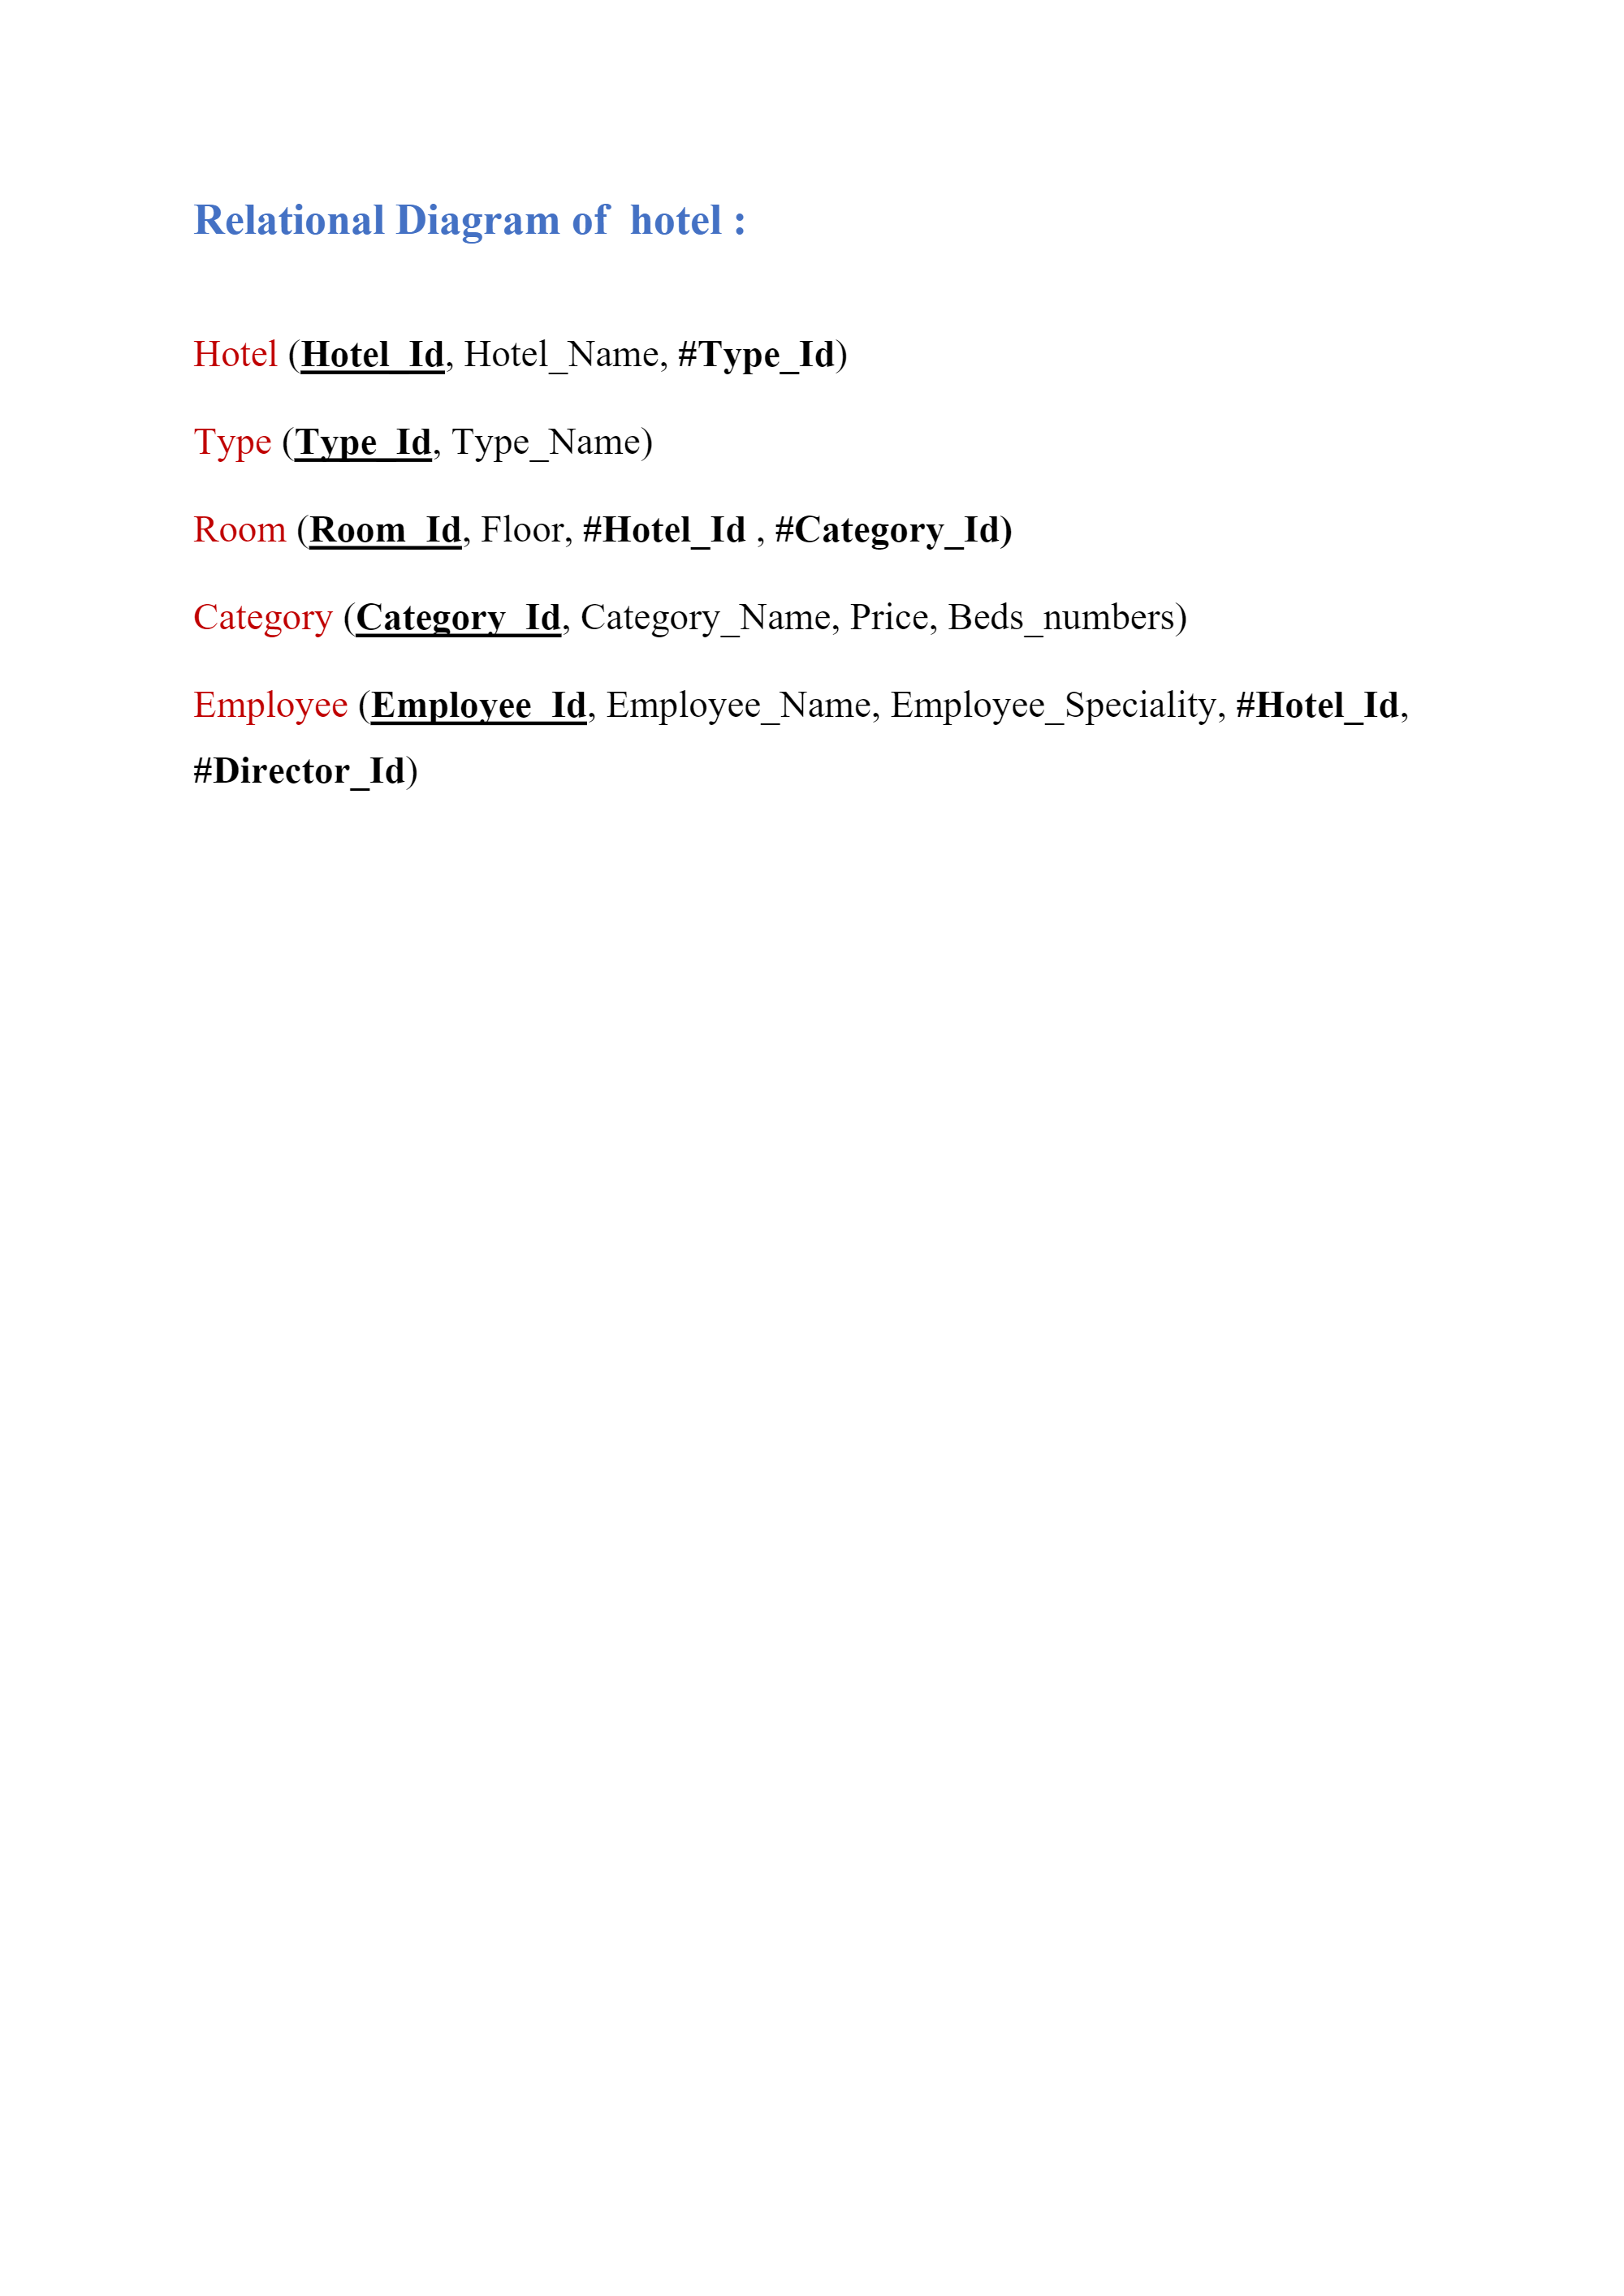 Relational Diagram of  hotel :
Hotel (Hotel_Id, Hotel_Name, #Type_Id)
Type (Type_Id, Type_Name)
Room (Room_Id, Floor, #Hotel_Id , #Category_Id)
Category (Category_Id, Category_Name, Price, Beds_numbers)
Employee (Employee_Id, Employee_Name, Employee_Speciality, #Hotel_Id,
#Director_Id)